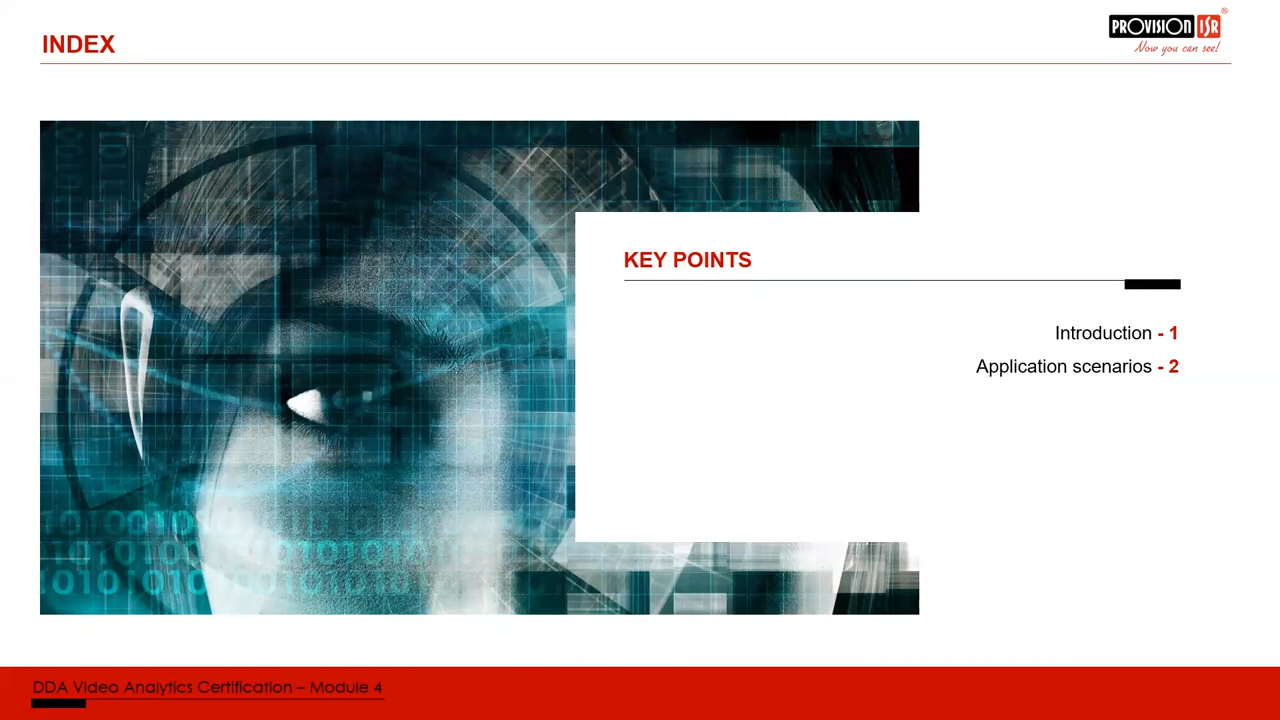 INDEX
PROVISION ISR
®
Now you can see!
KEY POINTS
Introduction - 1
Application scenarios - 2
DDA Video Analytics Certification – Module 4